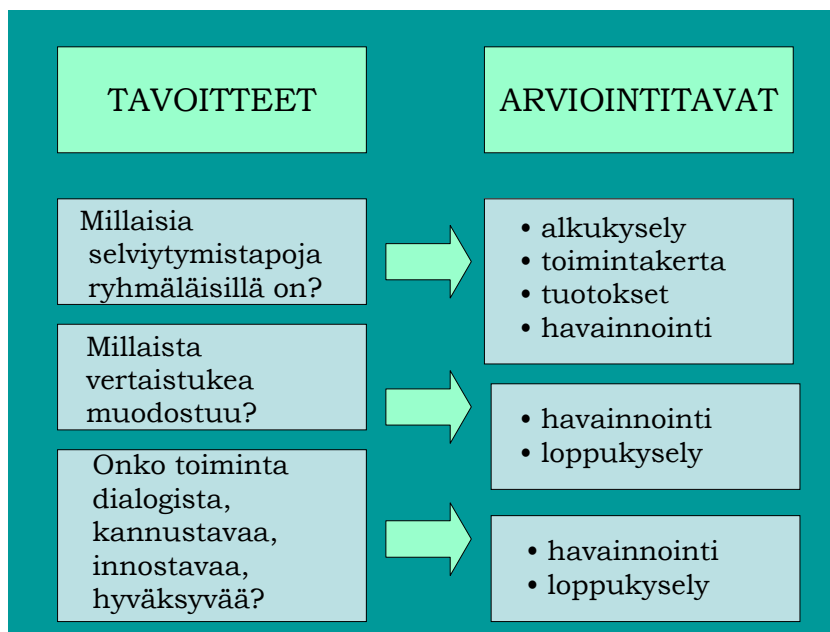 TAVOITTEET
ARVIOINTITAVAT
Millaisia
selviytymistapoja
ryhmäläisillä on?
• alkukysely
• toimintakerta
• tuotokset
• havainnointi
Millaista
vertaistukea
muodostuu?
• havainnointi
• loppukysely
Onko toiminta
dialogista,
kannustavaa,
innostavaa,
hyväksyvää?
• havainnointi
• loppukysely